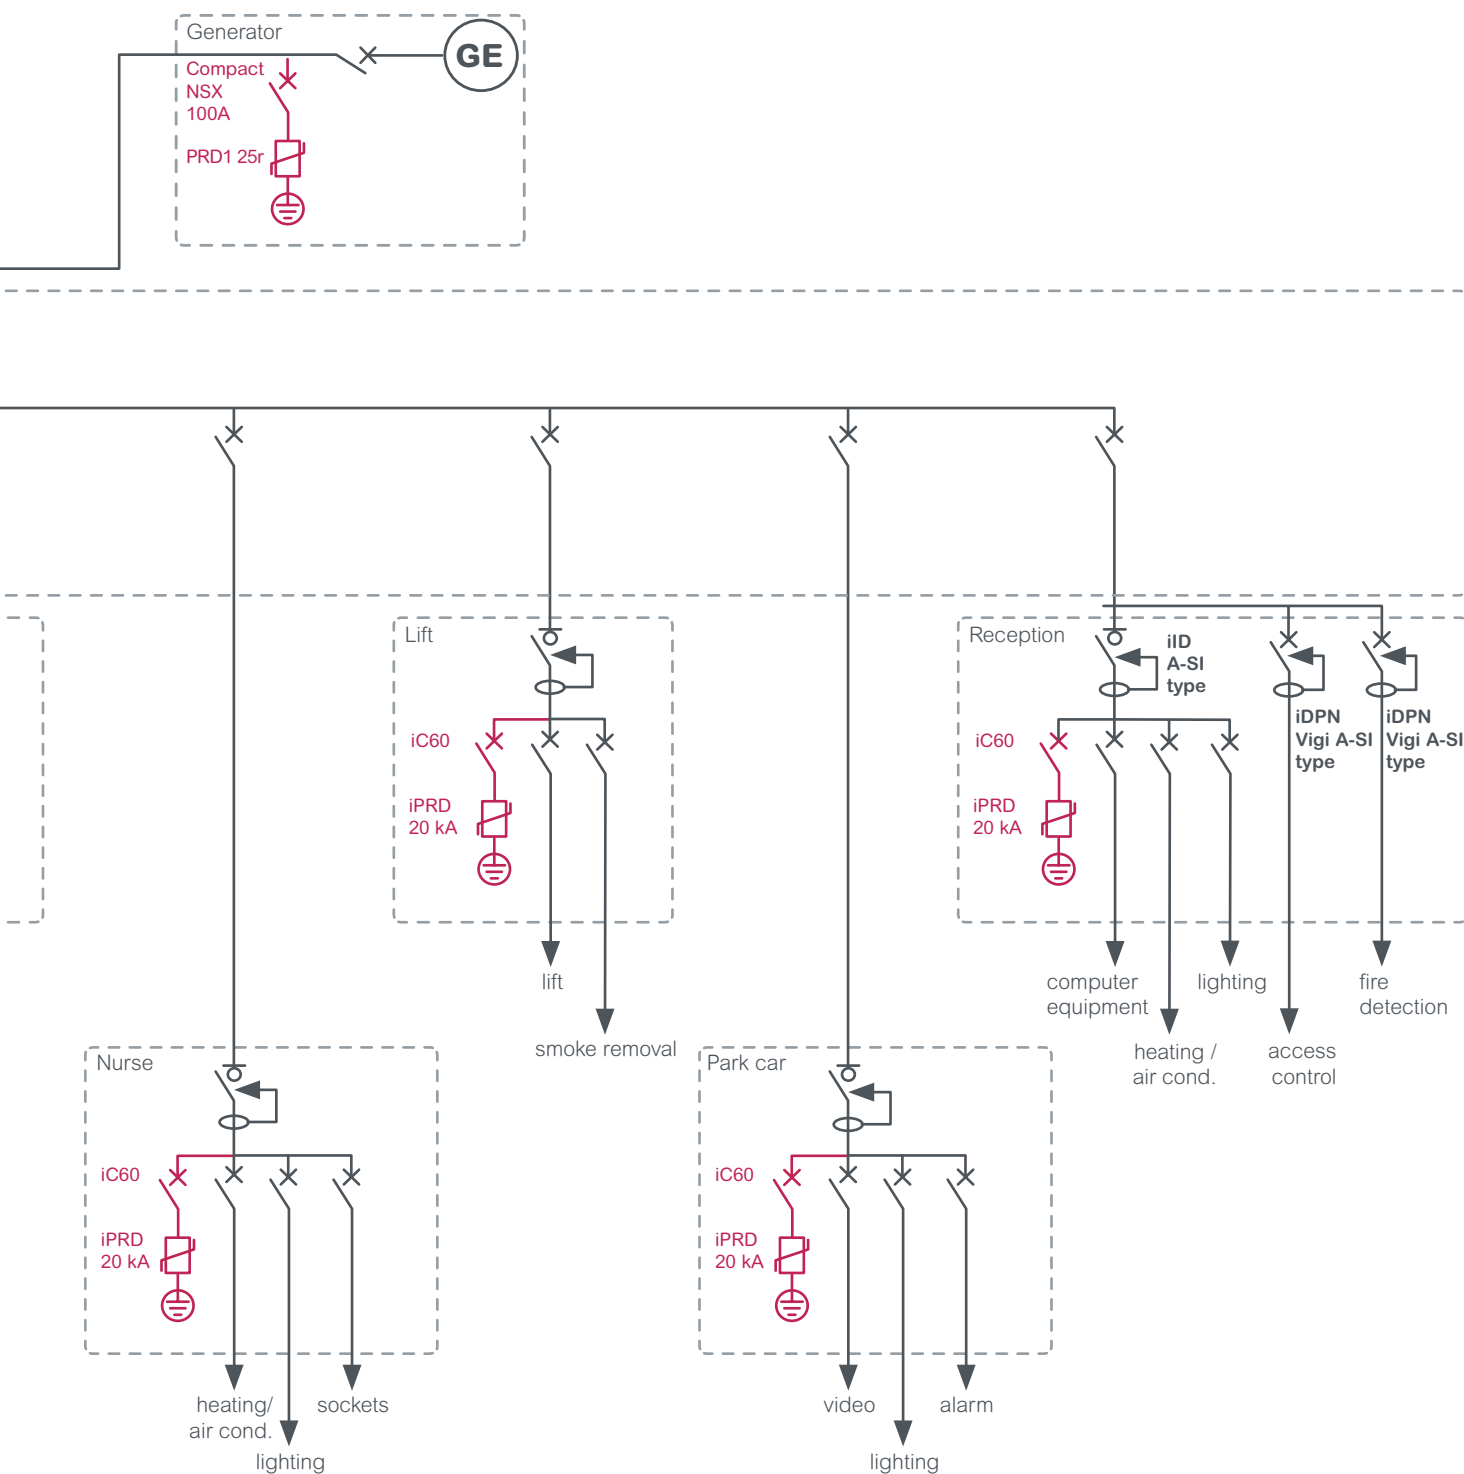 Generator
GE
Compact
NSX
100A
PRD1 25r
Lift
iC60
iPRD
20 kA
lift
smoke removal
Reception
iID
A-SI
type
iDPN
Vigi A-SI
type
iDPN
Vigi A-SI
type
iC60
iPRD
20 kA
computer
equipment
heating /
air cond.
lighting
access
control
fire
detection
Nurse
iC60
iPRD
20 kA
heating/
air cond.
lighting
sockets
Park car
iC60
iPRD
20 kA
video
lighting
alarm